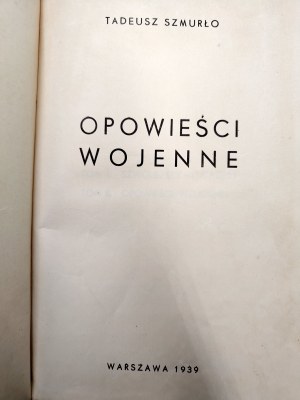 TADEUSZ SZMURŁO
OPOWIEŚCI
WOJENNE
WARSZAWA 1939